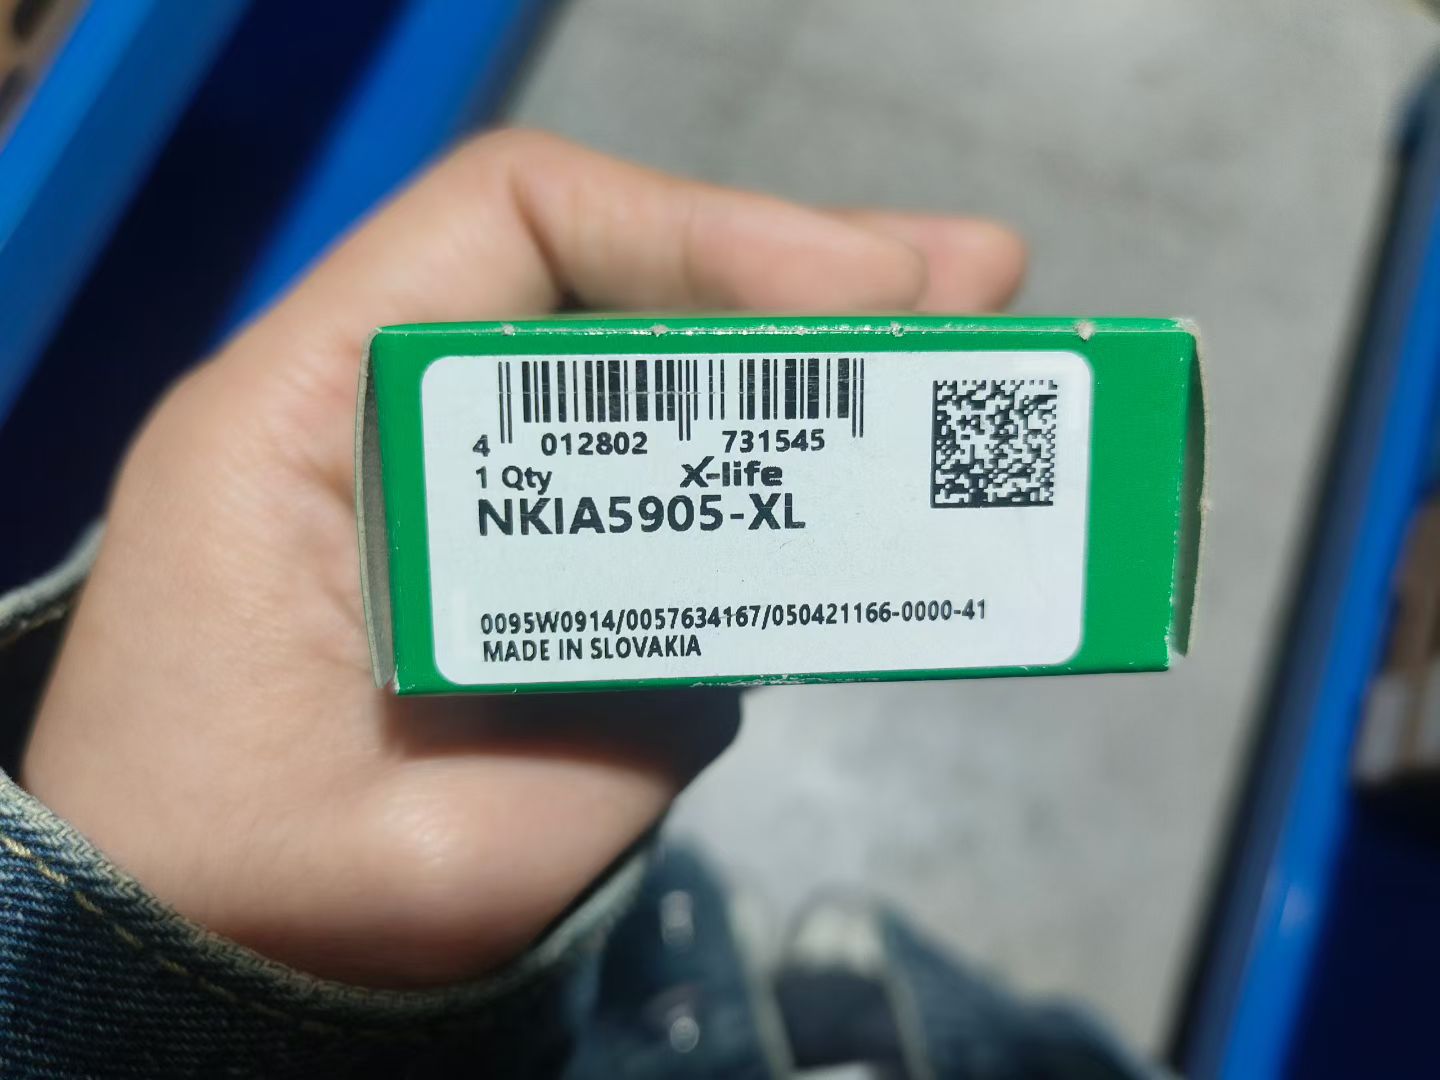 4 012802 731545
1 Qty X-life
NKIA5905-XL
0095W0914/0057634167/050421166-0000-41
MADE IN SLOVAKIA